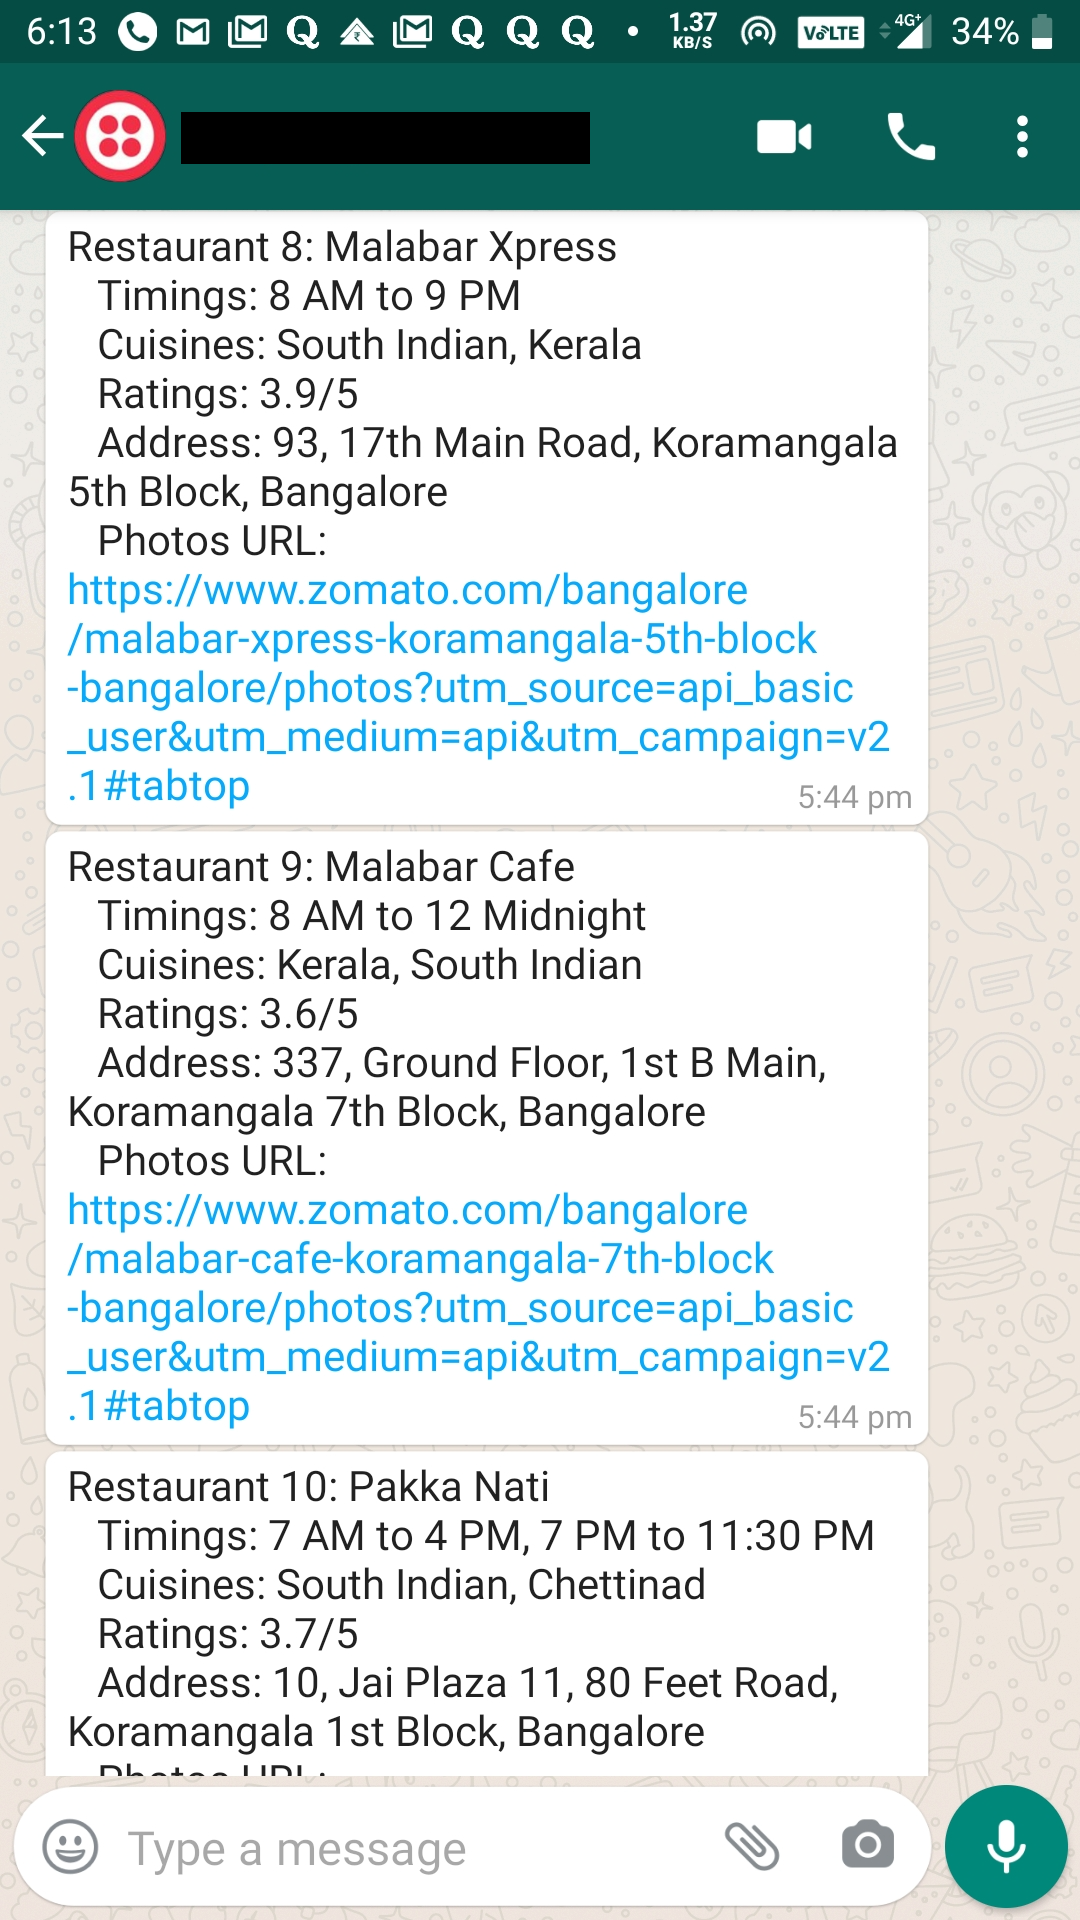 6:13 Q Q Q Q 1.37 KB/S VoLTE 4G+ 34%
Restaurant 8: Malabar Xpress
Timings: 8 AM to 9 PM
Cuisines: South Indian, Kerala
Ratings: 3.9/5
Address: 93, 17th Main Road, Koramangala
5th Block, Bangalore
Photos URL:
https://www.zomato.com/bangalore
/malabar-xpress-koramangala-5th-block
-bangalore/photos?utm_source=api_basic
_user&utm_medium=api&utm_campaign=v2
.1#tabtop
5:44 pm
Restaurant 9: Malabar Cafe
Timings: 8 AM to 12 Midnight
Cuisines: Kerala, South Indian
Ratings: 3.6/5
Address: 337, Ground Floor, 1st B Main,
Koramangala 7th Block, Bangalore
Photos URL:
https://www.zomato.com/bangalore
/malabar-cafe-koramangala-7th-block
-bangalore/photos?utm_source=api_basic
_user&utm_medium=api&utm_campaign=v2
.1#tabtop
5:44 pm
Restaurant 10: Pakka Nati
Timings: 7 AM to 4 PM, 7 PM to 11:30 PM
Cuisines: South Indian, Chettinad
Ratings: 3.7/5
Address: 10, Jai Plaza 11, 80 Feet Road,
Koramangala 1st Block, Bangalore
Photos URL:
Type a message